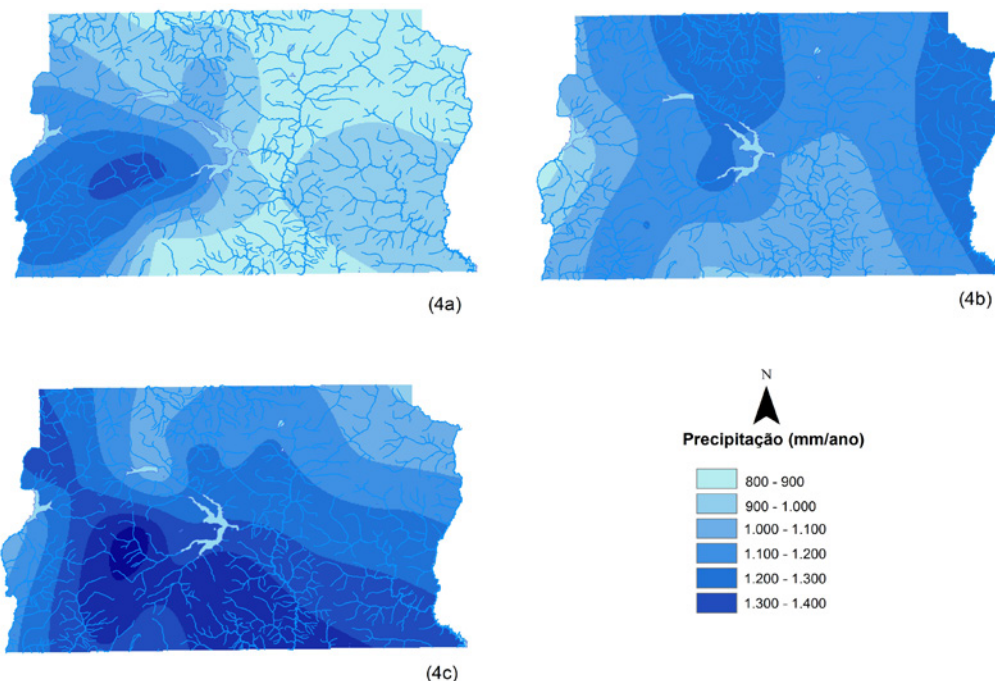 (4a)
(4b)
(4c)
N
Precipitação (mm/ano)
800 - 900
900 - 1.000
1.000 - 1.100
1.100 - 1.200
1.200 - 1.300
1.300 - 1.400